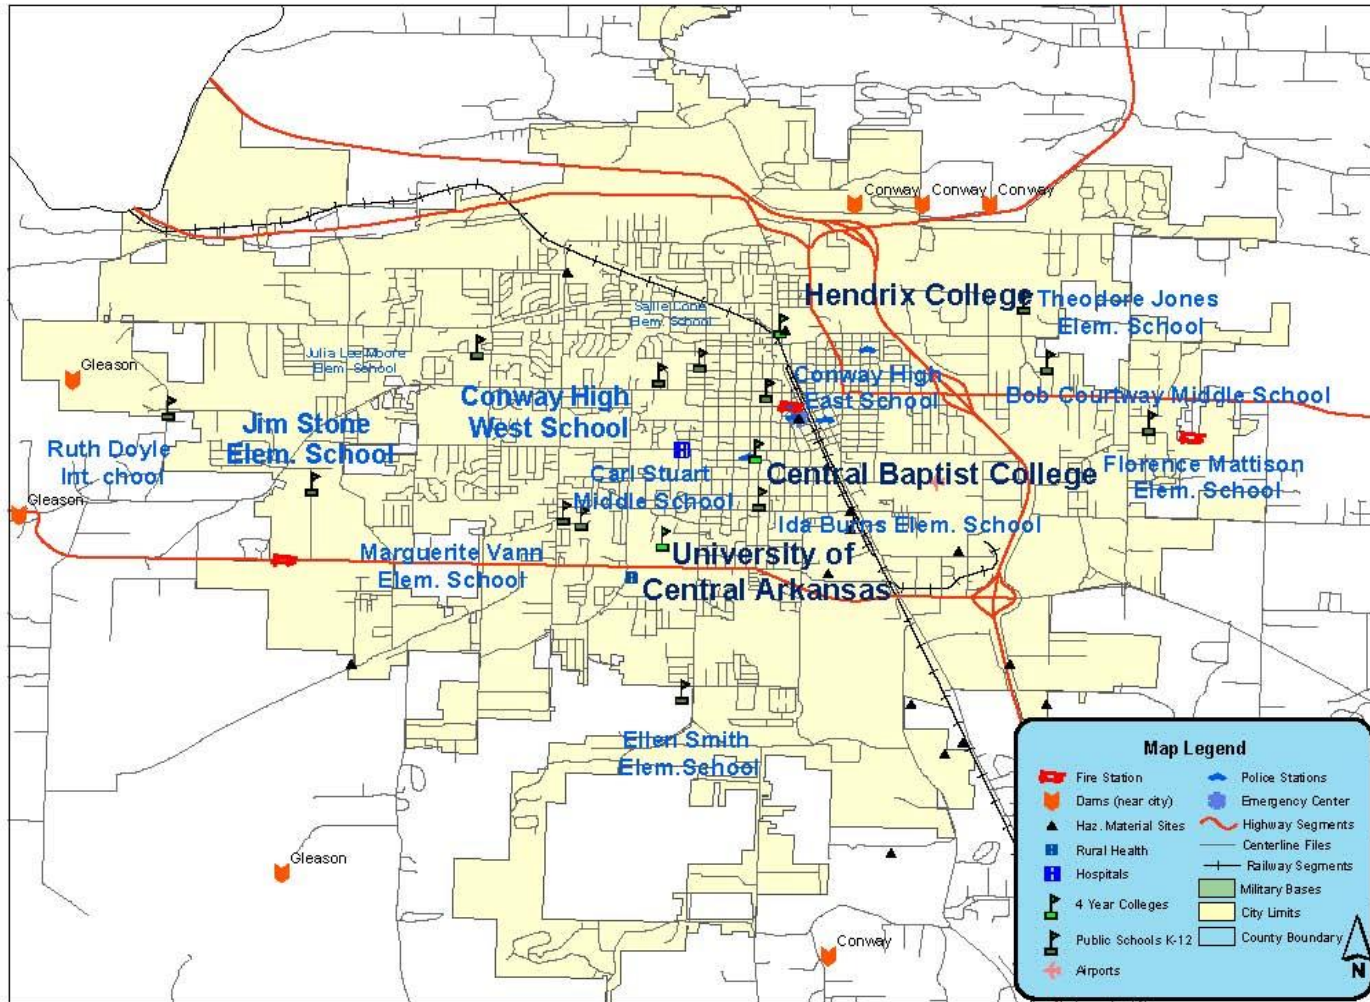 Conway
Conway
Conway
Hendrix College
Theodore Jones
Elem. School
Sallie Cone
Elem. School
Julia Lee Moore
Elem. School
Gleason
Conway High
East School
Conway High
West School
Bob Courtway Middle School
Jim Stone
Elem. School
Ruth Doyle
Int. chool
Carl Stuart
Middle School
Central Baptist College
Florence Mattison
Elem. School
Gleason
Ida Burns Elem. School
Marguerite Vann
Elem. School
University of
Central Arkansas
Ellen Smith
Elem.School
Gleason
Conway
Map Legend
Fire Station
Dams (near city)
Haz. Material Sites
Rural Health
Hospitals
4 Year Colleges
Public Schools K-12
Airports
Police Stations
Emergency Center
Highway Segments
Centerline Files
Railway Segments
Military Bases
City Limits
County Boundary
N